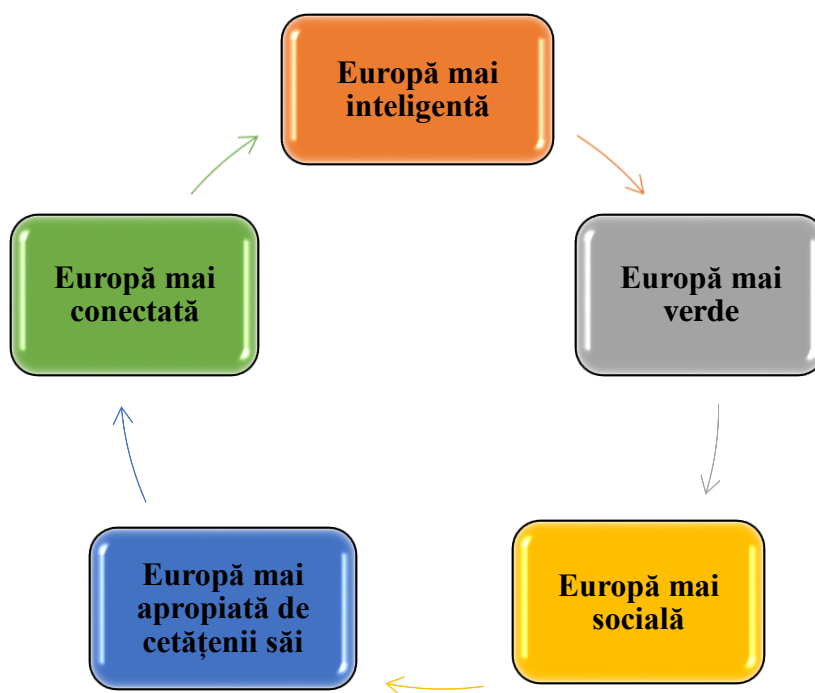 Europă mai
inteligentă
Europă mai
verde
Europă mai
socială
Europă mai
apropiată de
cetățenii săi
Europă mai
conectată